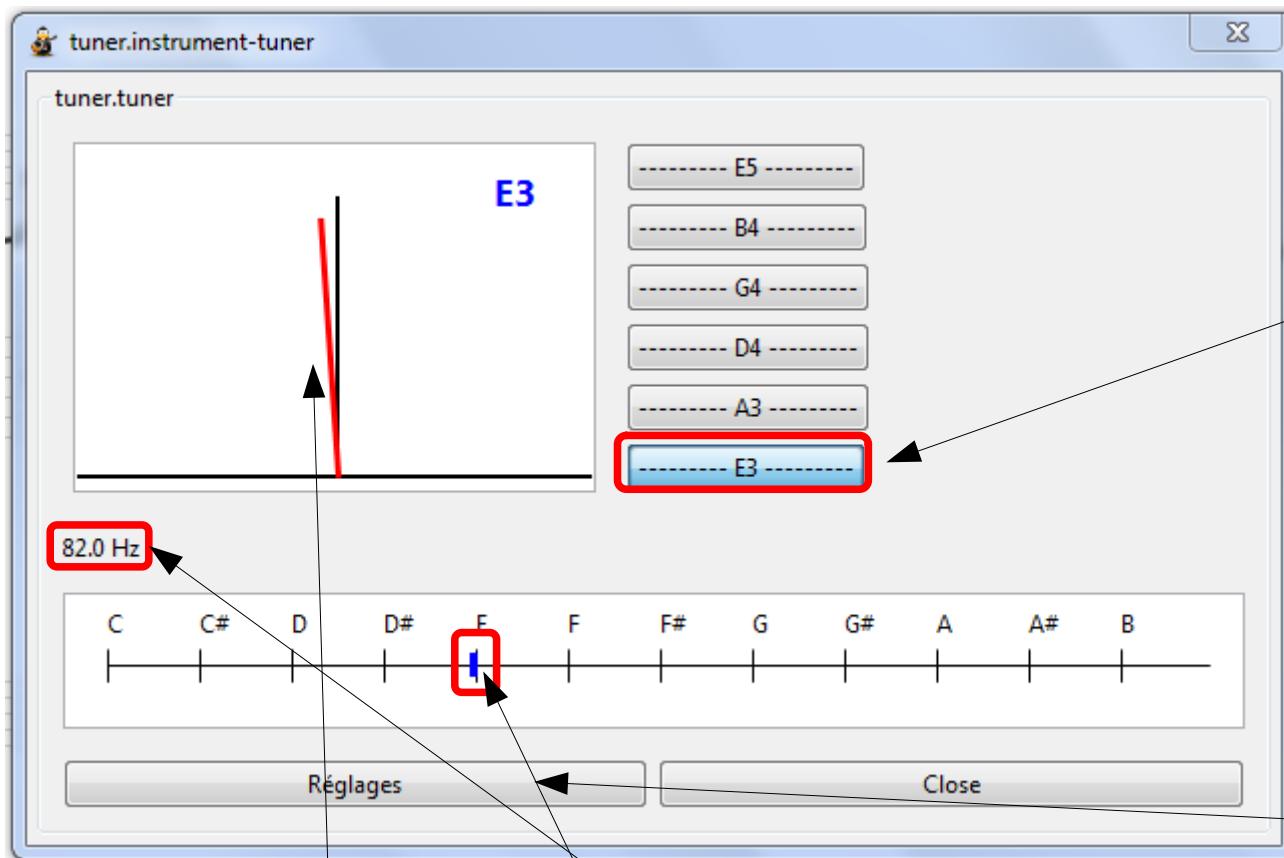 tuner.instrument-tuner
tuner.tuner
E3
--------- E5 ---------
--------- B4 ---------
--------- G4 ---------
--------- D4 ---------
--------- A3 ---------
--------- E3 ---------
82.0 Hz
C C# D D# E F F# G G# A A# B
Réglages Close